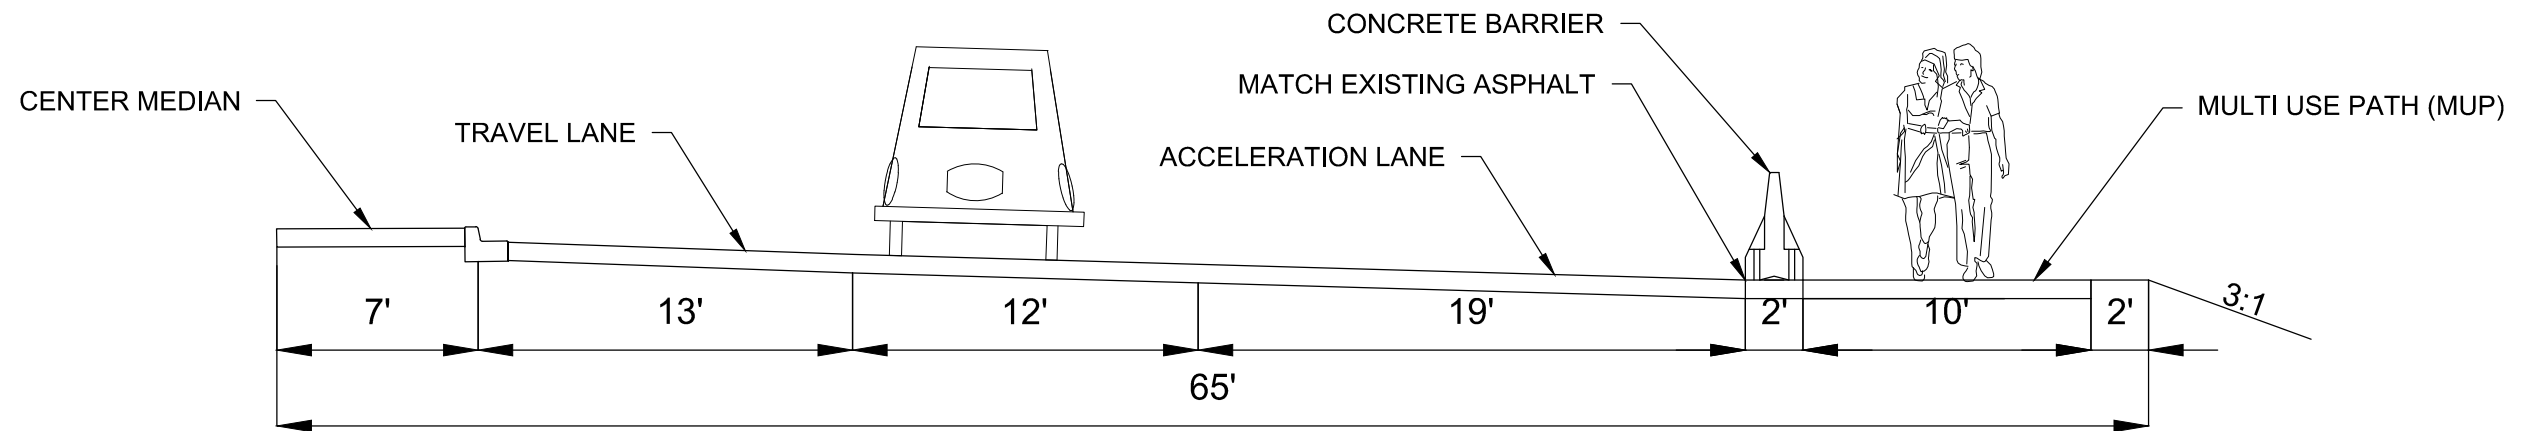 CONCRETE BARRIER
MATCH EXISTING ASPHALT
CENTER MEDIAN
MULTI USE PATH (MUP)
TRAVEL LANE
ACCELERATION LANE
3:1
7'
13'
12'
19'
2'
10'
2'
65'